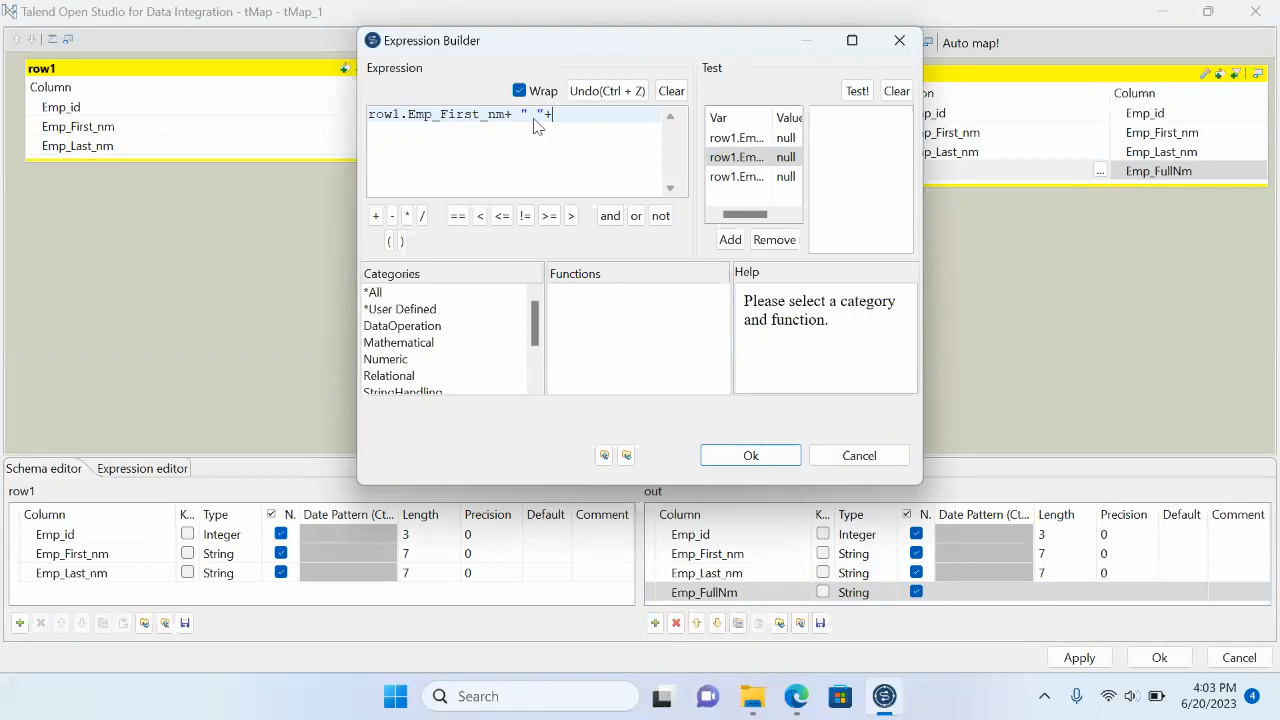 Talend Open Studio for Data Integration - tMap - tMap_1
Auto map!
row1
Column
Emp_id
Emp_First_nm
Emp_Last_nm
Expression Builder
Expression
Wrap
Undo(Ctrl + Z)
Clear
row1.Emp_First_nm+ " "+
+ - * /
== < <= != >= >
and or not
( )
Test
Test!
Clear
Var Value
row1.Em... null
row1.Em... null
row1.Em... null
Add Remove
Categories
*All
*User Defined
DataOperation
Mathematical
Numeric
Relational
StringHandling
Functions
Help
Please select a category
and function.
Ok
Cancel
on Column
_id Emp_id
p_First_nm Emp_First_nm
p_Last_nm Emp_Last_nm
... Emp_FullNm
Schema editor Expression editor
row1
Column K... Type N. Date Pattern (Ct... Length Precision Default Comment
Emp_id Integer 3 0
Emp_First_nm String 7 0
Emp_Last_nm String 7 0
out
Column K... Type N. Date Pattern (Ct... Length Precision Default Comment
Emp_id Integer 3 0
Emp_First_nm String 7 0
Emp_Last_nm String 7 0
Emp_FullNm String
Apply Ok Cancel
Search
4:03 PM
6/20/2023
4